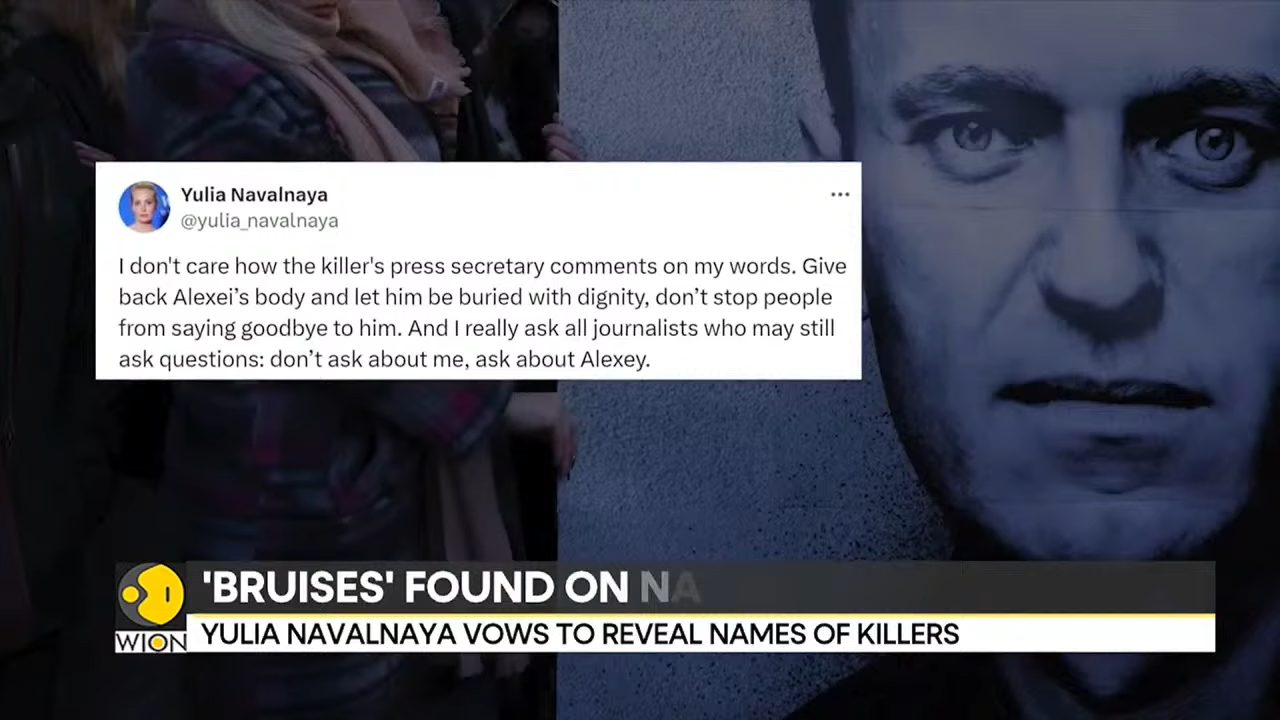 Yulia Navalnaya
@yulia_navalnaya
I don't care how the killer's press secretary comments on my words. Give
back Alexei’s body and let him be buried with dignity, don’t stop people
from saying goodbye to him. And I really ask all journalists who may still
ask questions: don’t ask about me, ask about Alexey.
'BRUISES' FOUND ON NA
YULIA NAVALNAYA VOWS TO REVEAL NAMES OF KILLERS
WION